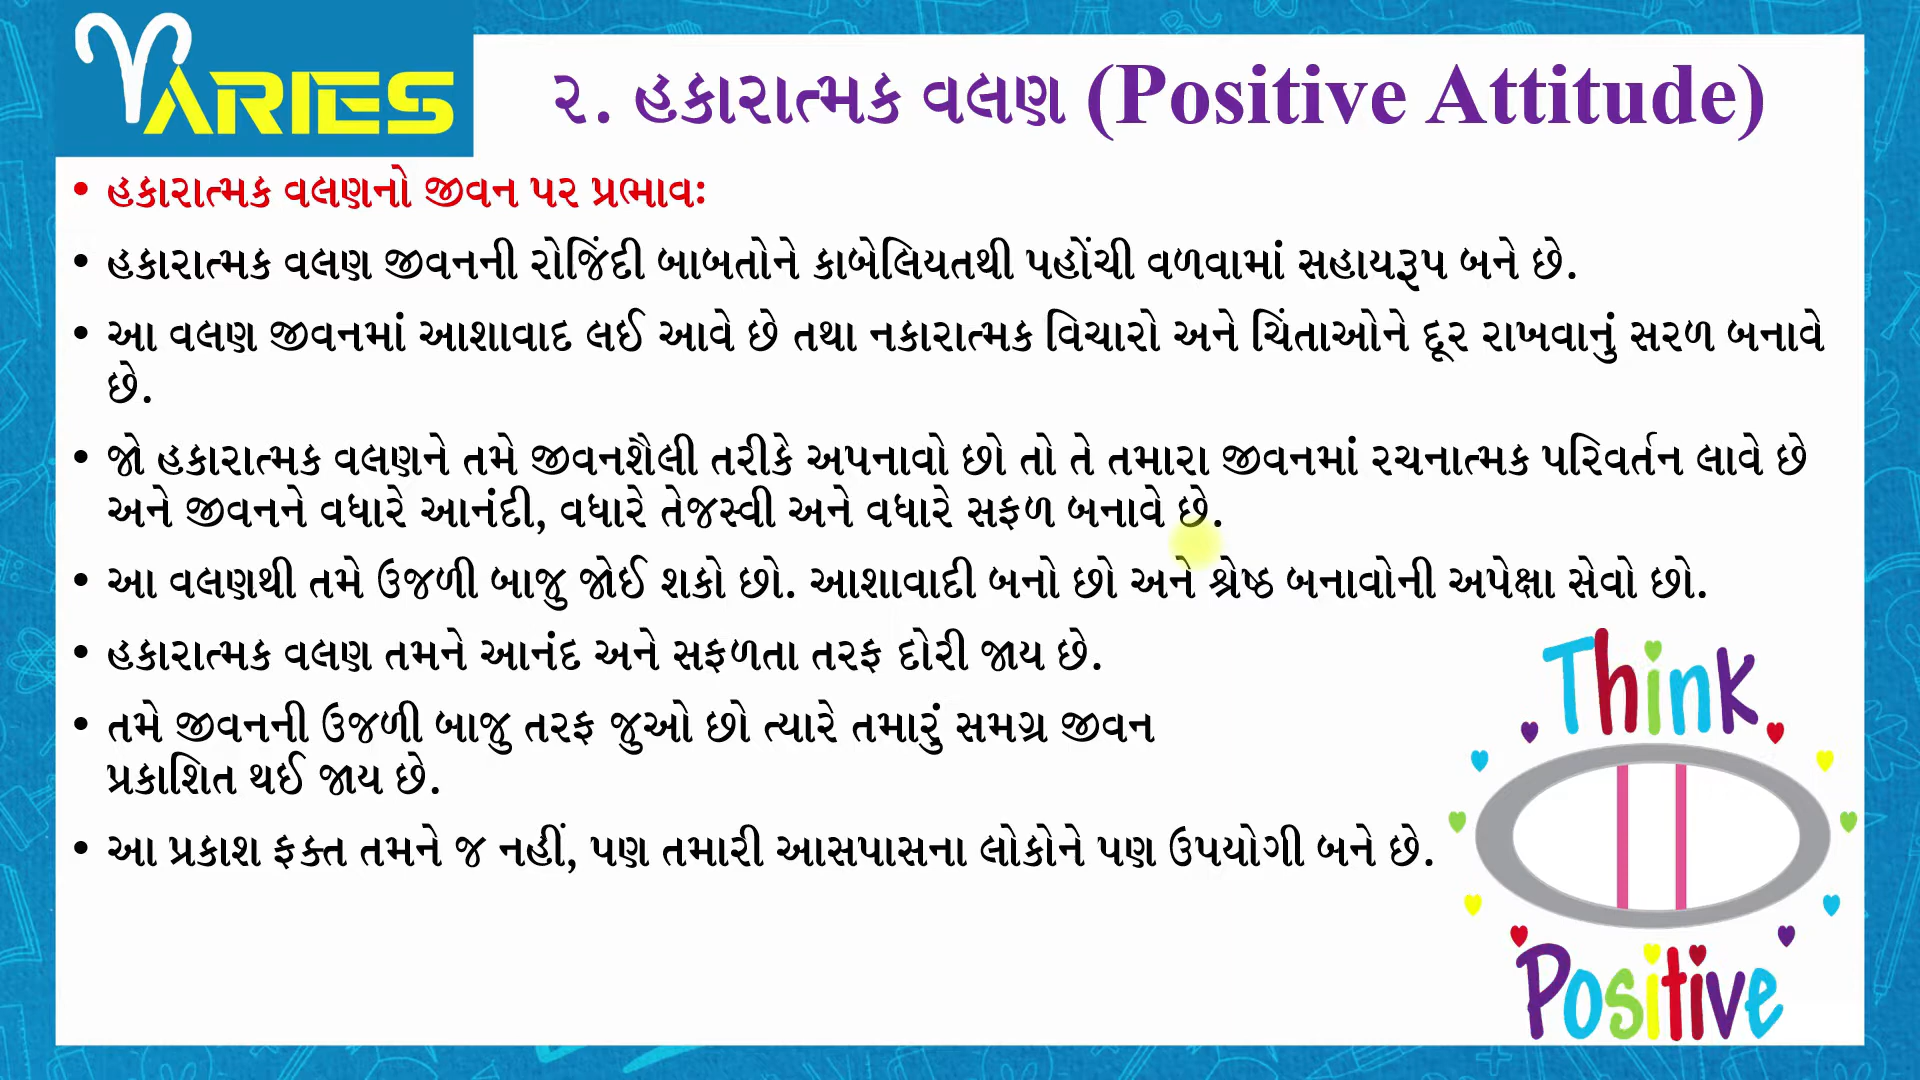 ARIES
૨. હકારાત્મક વલણ (Positive Attitude)
• હકારાત્મક વલણનો જીવન પર પ્રભાવઃ
• હકારાત્મક વલણ જીવનની રોજિંદી બાબતોને કાબેલિયતથી પહોંચી વળવામાં સહાયરૂપ બને છે.
• આ વલણ જીવનમાં આશાવાદ લઈ આવે છે તથા નકારાત્મક વિચારો અને ચિંતાઓને દૂર રાખવાનું સરળ બનાવે
છે.
• જો હકારાત્મક વલણને તમે જીવનશૈલી તરીકે અપનાવો છો તો તે તમારા જીવનમાં રચનાત્મક પરિવર્તન લાવે છે
અને જીવનને વધારે આનંદી, વધારે તેજસ્વી અને વધારે સફળ બનાવે છે.
• આ વલણથી તમે ઉજળી બાજુ જોઈ શકો છો. આશાવાદી બનો છો અને શ્રેષ્ઠ બનાવોની અપેક્ષા સેવો છો.
• હકારાત્મક વલણ તમને આનંદ અને સફળતા તરફ દોરી જાય છે.
• તમે જીવનની ઉજળી બાજુ તરફ જુઓ છો ત્યારે તમારું સમગ્ર જીવન
પ્રકાશિત થઈ જાય છે.
• આ પ્રકાશ ફક્ત તમને જ નહીં, પણ તમારી આસપાસના લોકોને પણ ઉપયોગી બને છે.
Think
Positive